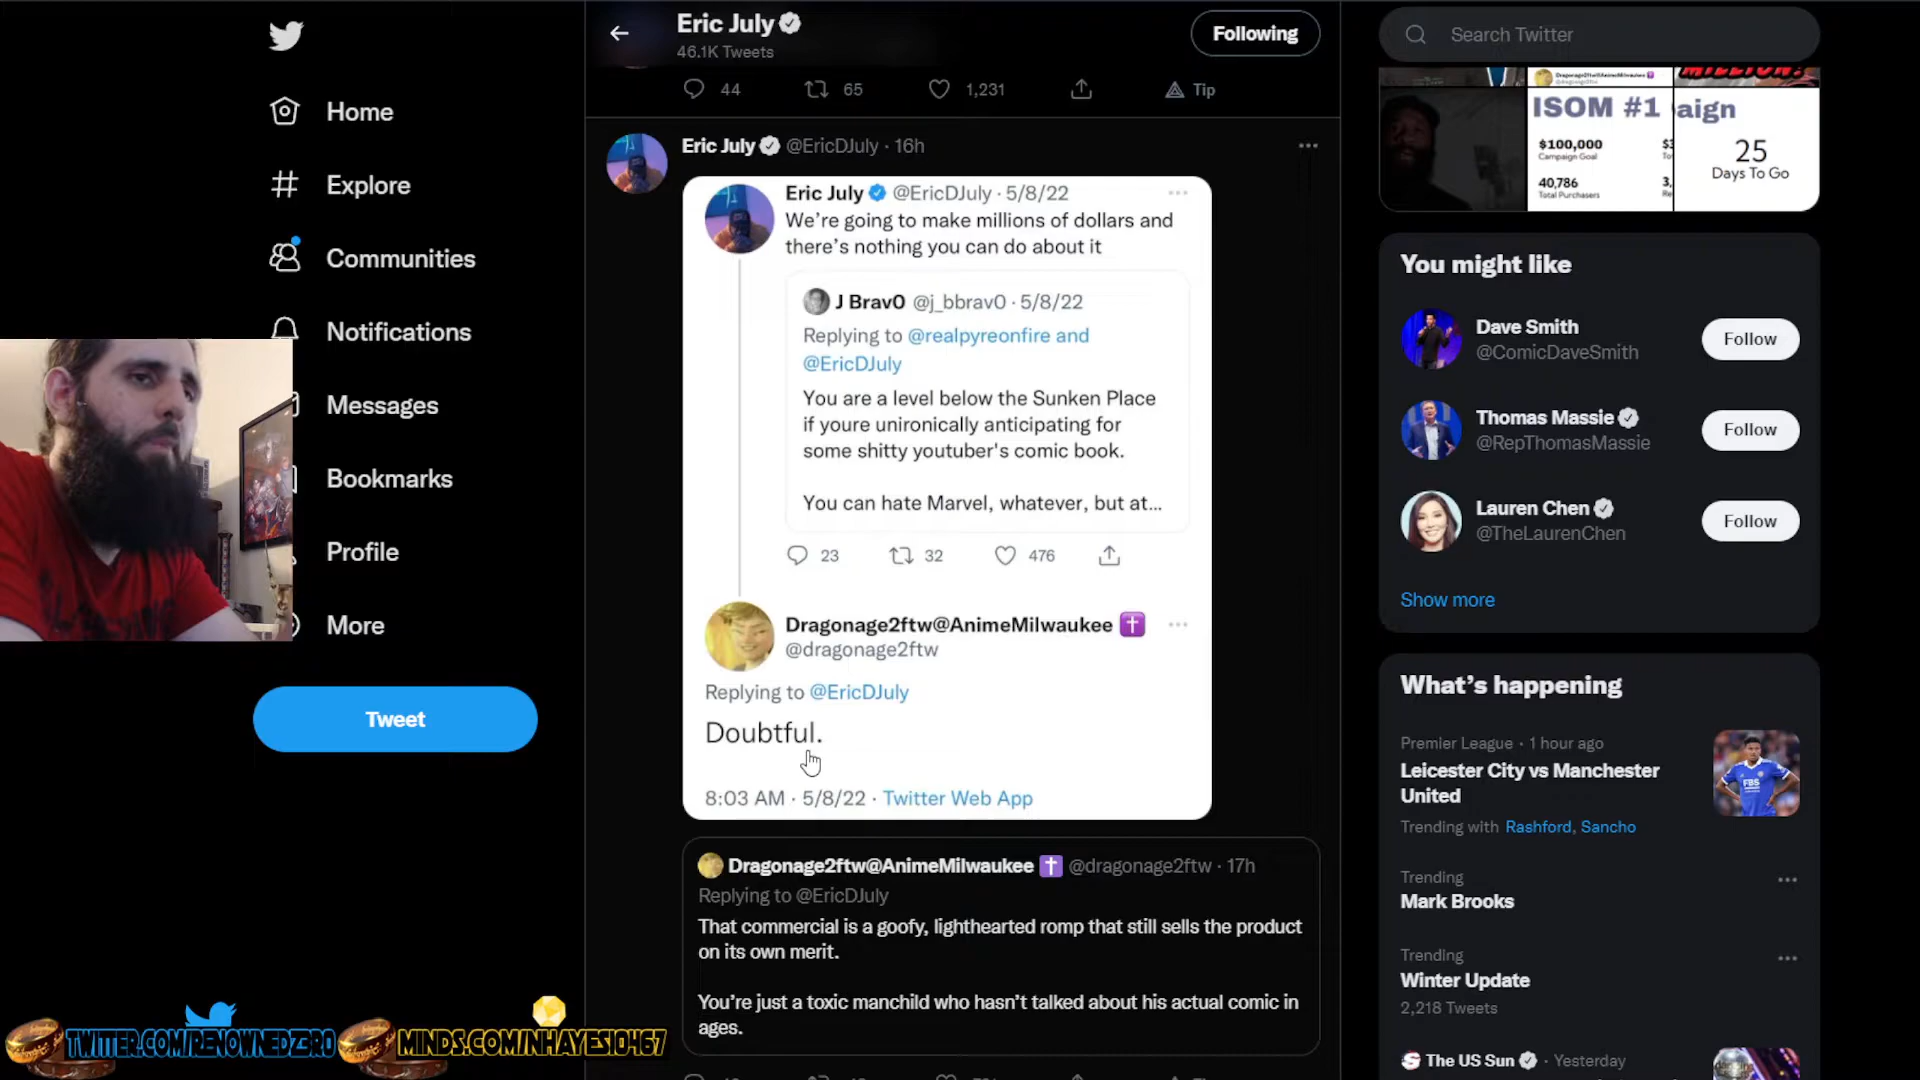 Home
Explore
Communities
Notifications
Messages
Bookmarks
Profile
More
Tweet
TWITTER.COM/RENOWNEDZ3R0
MINDS.COM/NHAYES10467
Eric July
46.1K Tweets
Following
44 65 1,231 Tip
Eric July @EricDJuly · 16h
Eric July @EricDJuly · 5/8/22
We're going to make millions of dollars and
there's nothing you can do about it
J Brav0 @j_bbrav0 · 5/8/22
Replying to @realpyreonfire and
@EricDJuly
You are a level below the Sunken Place
if youre unironically anticipating for
some shitty youtuber's comic book.
You can hate Marvel, whatever, but at...
23 32 476
Dragonage2ftw@AnimeMilwaukee
@dragonage2ftw
Replying to @EricDJuly
Doubtful.
8:03 AM · 5/8/22 · Twitter Web App
Dragonage2ftw@AnimeMilwaukee @dragonage2ftw · 17h
Replying to @EricDJuly
That commercial is a goofy, lighthearted romp that still sells the product
on its own merit.
You're just a toxic manchild who hasn't talked about his actual comic in
ages.
Search Twitter
MILLION!
ISOM #1
aign
$100,000
Campaign Goal
40,786
Total Purchasers
25
Days To Go
You might like
Dave Smith
@ComicDaveSmith
Follow
Thomas Massie
@RepThomasMassie
Follow
Lauren Chen
@TheLaurenChen
Follow
Show more
What's happening
Premier League · 1 hour ago
Leicester City vs Manchester
United
Trending with Rashford, Sancho
Trending
Mark Brooks
Trending
Winter Update
2,218 Tweets
The US Sun · Yesterday